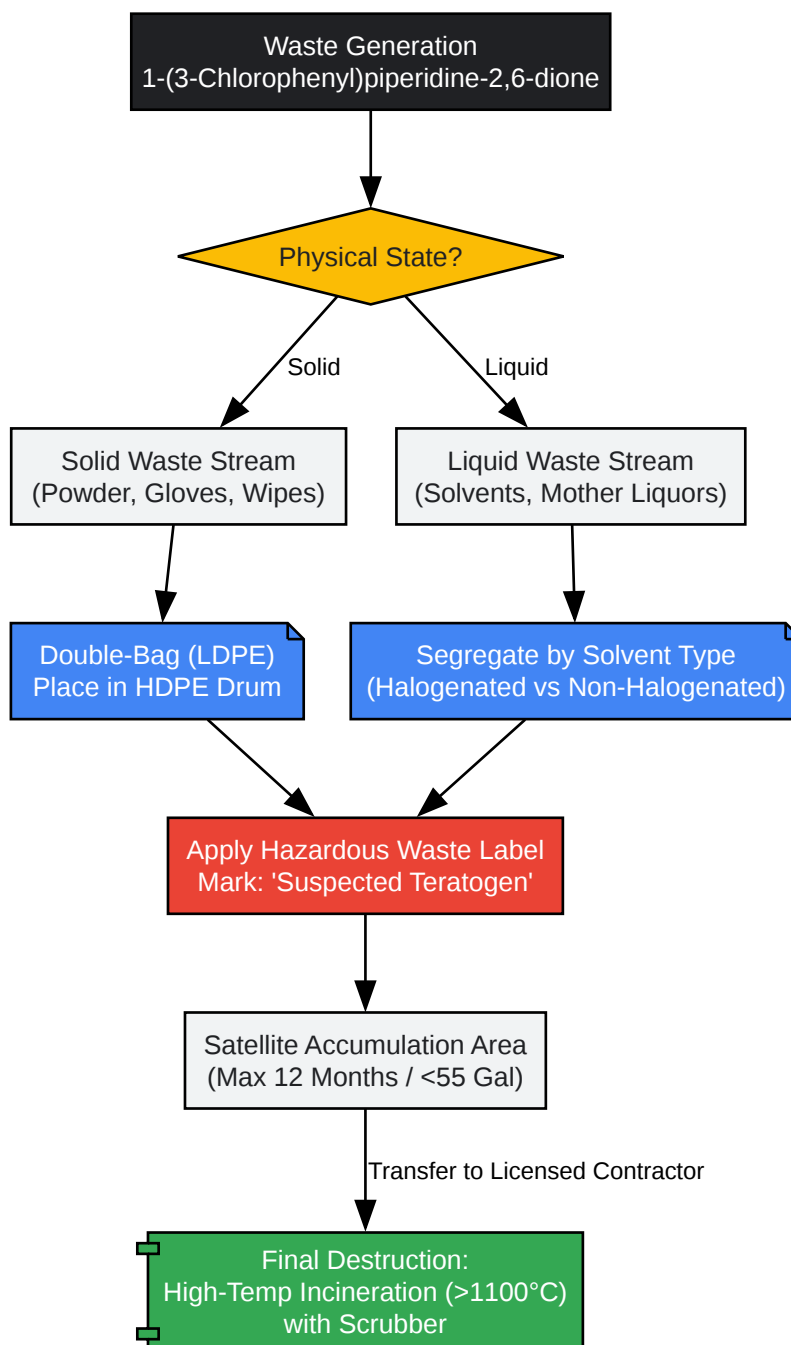 Waste Generation
1-(3-Chlorophenyl)piperidine-2,6-dione
Physical State?
Solid
Liquid
Solid Waste Stream
(Powder, Gloves, Wipes)
Liquid Waste Stream
(Solvents, Mother Liquors)
Double-Bag (LDPE)
Place in HDPE Drum
Segregate by Solvent Type
(Halogenated vs Non-Halogenated)
Apply Hazardous Waste Label
Mark: 'Suspected Teratogen'
Satellite Accumulation Area
(Max 12 Months / <55 Gal)
Transfer to Licensed Contractor
Final Destruction:
High-Temp Incineration (>1100°C)
with Scrubber